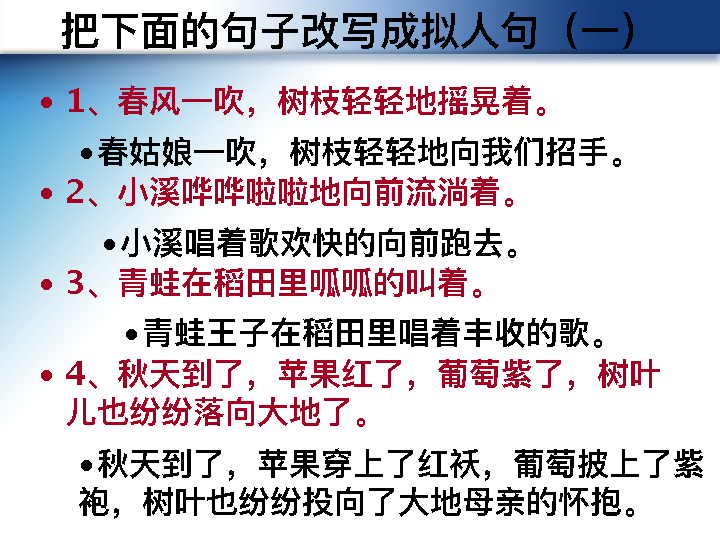 把下面的句子改写成拟人句（一）
• 1、春风一吹，树枝轻轻地摇晃着。
•春姑娘一吹，树枝轻轻地向我们招手。
• 2、小溪哗哗啦啦地向前流淌着。
•小溪唱着歌欢快的向前跑去。
• 3、青蛙在稻田里呱呱的叫着。
•青蛙王子在稻田里唱着丰收的歌。
• 4、秋天到了，苹果红了，葡萄紫了，树叶
儿也纷纷落向大地了。
•秋天到了，苹果穿上了红袄，葡萄披上了紫
袍，树叶也纷纷投向了大地母亲的怀抱。